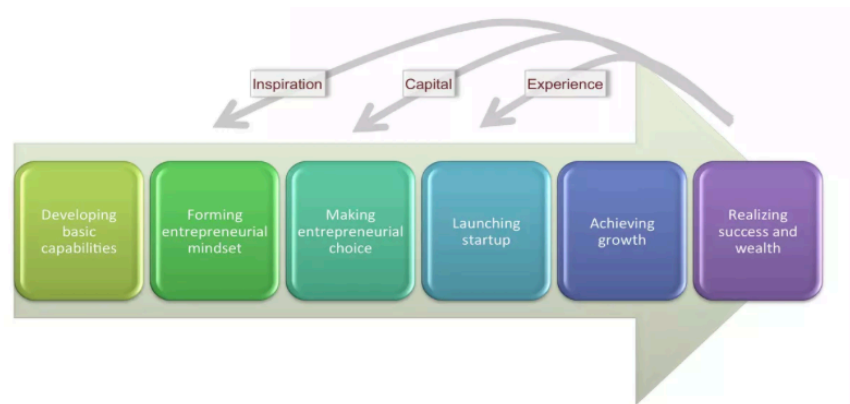 Inspiration
Capital
Experience
Developing
basic
capabilities
Forming
entrepreneurial
mindset
Making
entrepreneurial
choice
Launching
startup
Achieving
growth
Realizing
success and
wealth